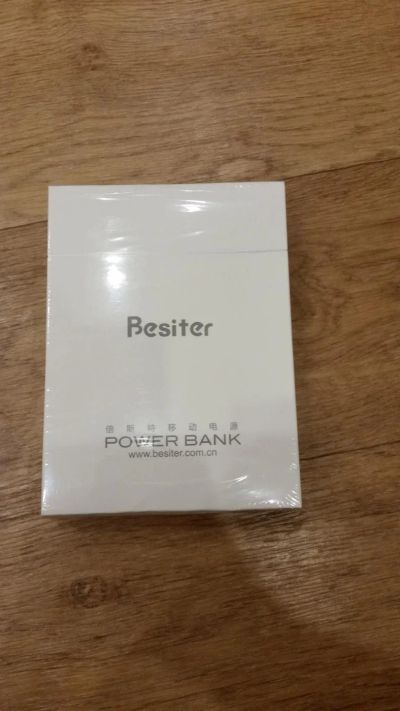 Besiter
倍斯特移动电源
POWER BANK
www.besiter.com.cn